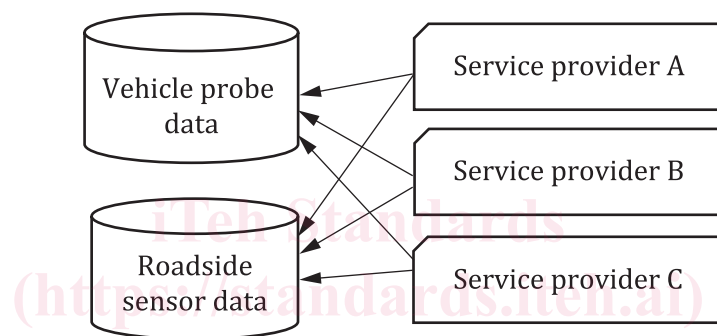 Vehicle probe
data
Service provider A
Service provider B
iTeh Standards
Roadside
sensor data
Service provider C
(https://standards.iteh.ai)